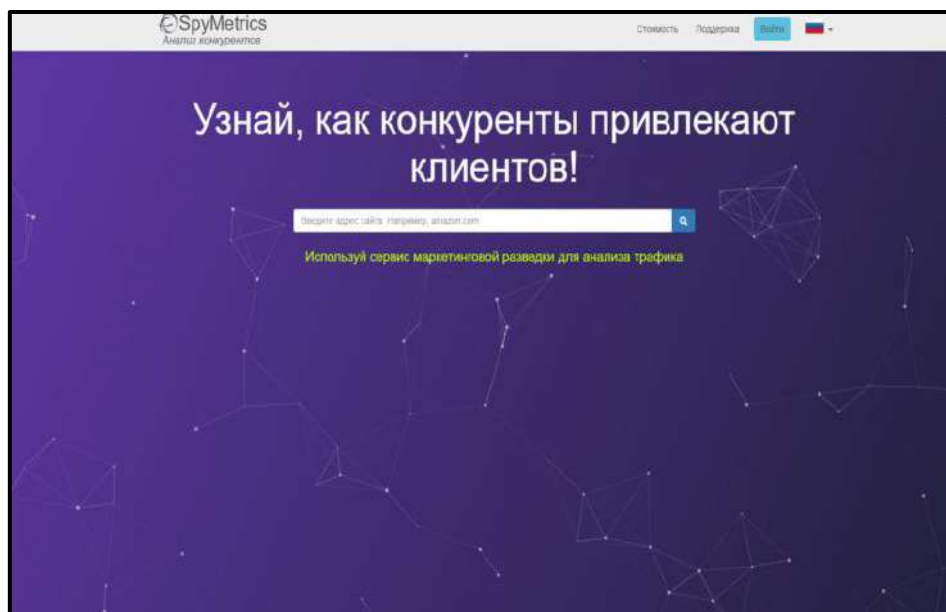 SpyMetrics
Анализ конкурентов
Стоимость Поддержка Войти
Узнай, как конкуренты привлекают
клиентов!
Введите адрес сайта. Например, amazon.com
Используй сервис маркетинговой разведки для анализа трафика